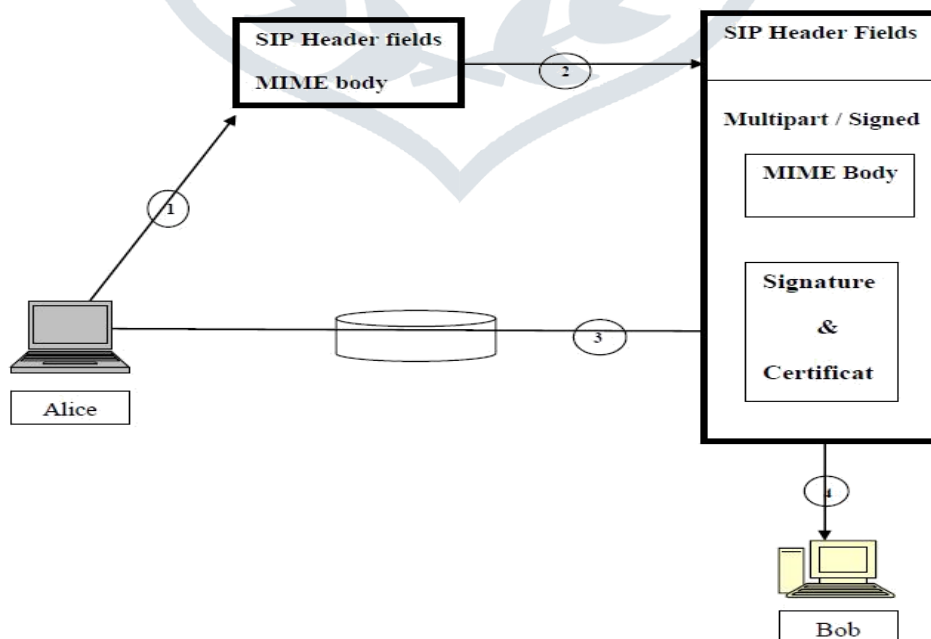 SIP Header fields
MIME body
1
2
SIP Header Fields
Multipart / Signed
MIME Body
Signature
&
Certificat
3
4
Alice
Bob